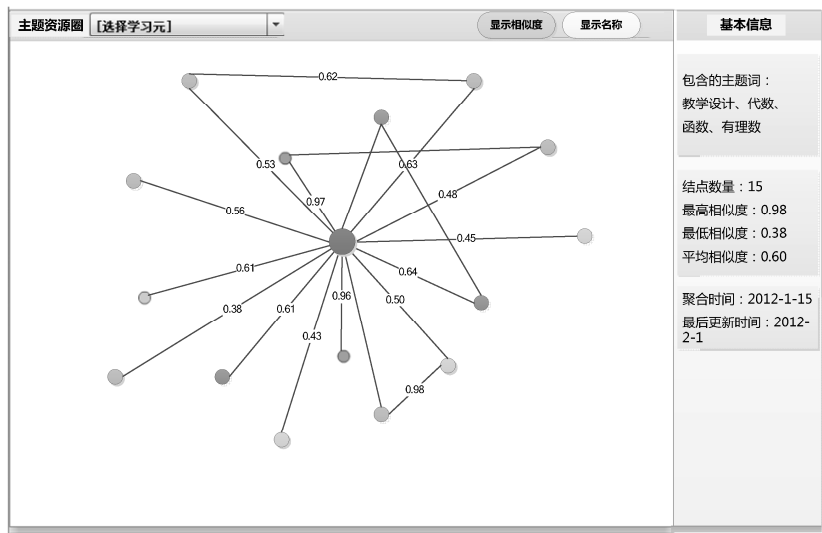 主题资源圈 [选择学习元] 显示相似度 显示名称 基本信息
0.62
0.53
0.63
0.97
0.48
0.56
0.45
0.61
0.64
0.96
0.50
0.38
0.61
0.43
0.98
包含的主题词：
教学设计、代数、
函数、有理数
结点数量：15
最高相似度：0.98
最低相似度：0.38
平均相似度：0.60
聚合时间：2012-1-15
最后更新时间：2012-
2-1